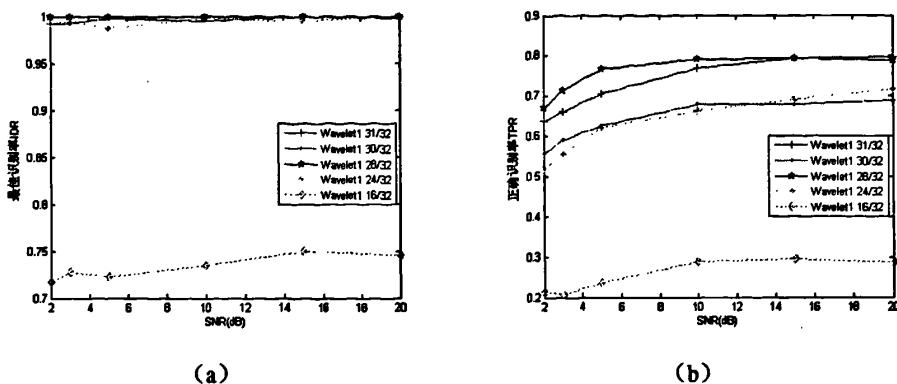 1
0.95
0.9
0.85
0.8
0.75
0.7
2 4 6 8 10 12 14 16 18 20
SNR(dB)
最佳识别率IDR
Wavelet1 31/32
Wavelet1 30/32
Wavelet1 28/32
Wavelet1 24/32
Wavelet1 16/32
(a)
0.9
0.8
0.7
0.6
0.5
0.4
0.3
0.2
2 4 6 8 10 12 14 16 18 20
SNR(dB)
正确识别率TPR
Wavelet1 31/32
Wavelet1 30/32
Wavelet1 28/32
Wavelet1 24/32
Wavelet1 16/32
(b)